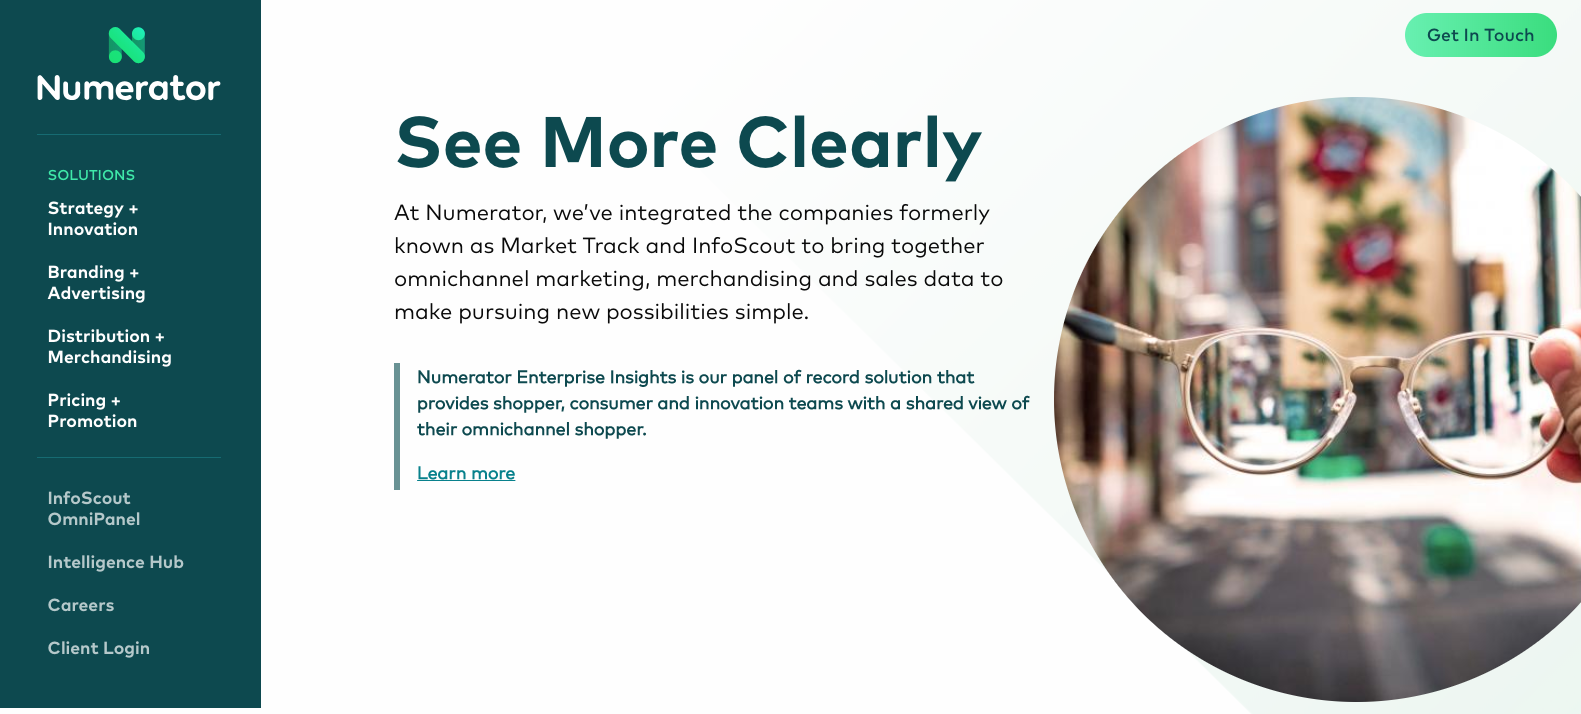 Numerator
SOLUTIONS
Strategy +
Innovation
Branding +
Advertising
Distribution +
Merchandising
Pricing +
Promotion
InfoScout
OmniPanel
Intelligence Hub
Careers
Client Login
Get In Touch
See More Clearly
At Numerator, we’ve integrated the companies formerly
known as Market Track and InfoScout to bring together
omnichannel marketing, merchandising and sales data to
make pursuing new possibilities simple.
Numerator Enterprise Insights is our panel of record solution that
provides shopper, consumer and innovation teams with a shared view of
their omnichannel shopper.
Learn more